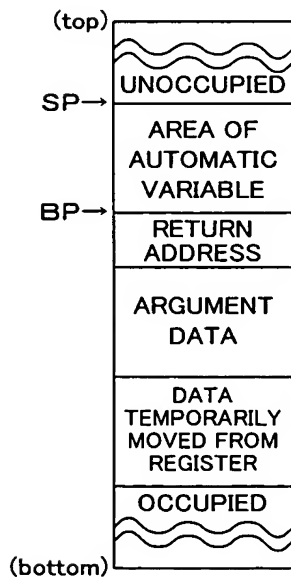 (top)
UNOCCUPIED
SP→
AREA OF
AUTOMATIC
VARIABLE
BP→
RETURN
ADDRESS
ARGUMENT
DATA
DATA
TEMPORARILY
MOVED FROM
REGISTER
OCCUPIED
(bottom)